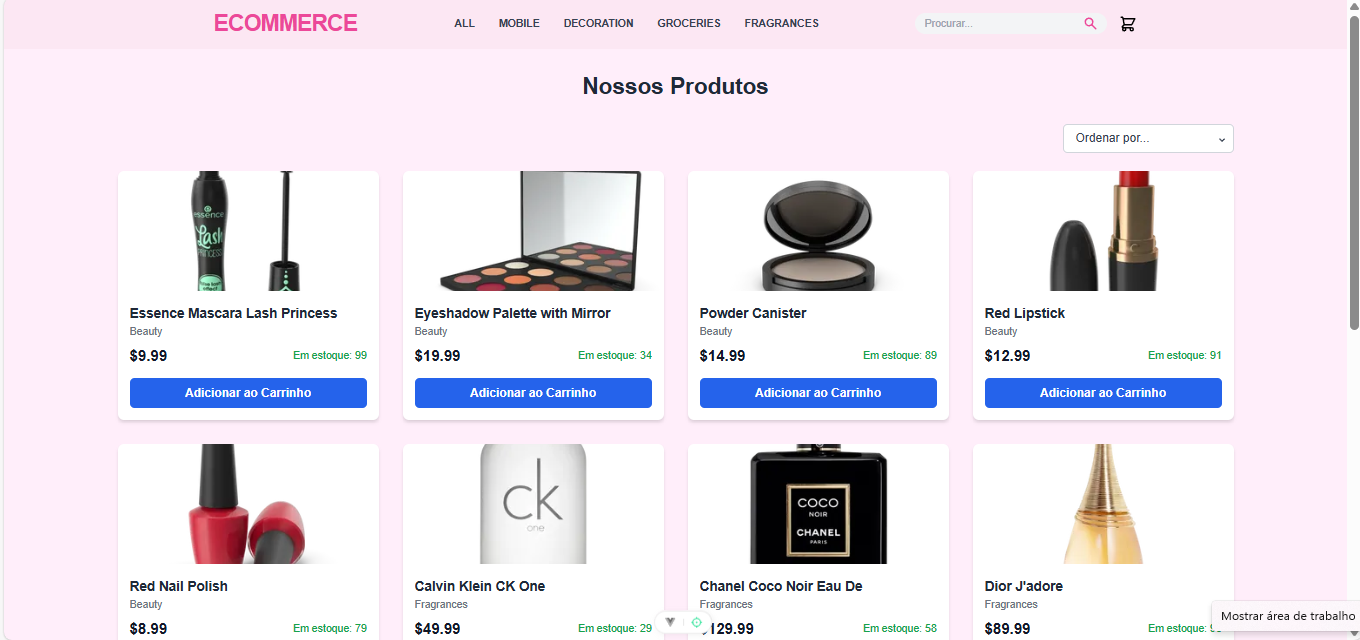 ECOMMERCE
ALL MOBILE DECORATION GROCERIES FRAGRANCES
Procurar...
Nossos Produtos
Ordenar por...
essence
Lash
PRINCESS
Essence Mascara Lash Princess
Beauty
$9.99 Em estoque: 99
Adicionar ao Carrinho
Eyeshadow Palette with Mirror
Beauty
$19.99 Em estoque: 34
Adicionar ao Carrinho
Powder Canister
Beauty
$14.99 Em estoque: 89
Adicionar ao Carrinho
Red Lipstick
Beauty
$12.99 Em estoque: 91
Adicionar ao Carrinho
Red Nail Polish
Beauty
$8.99 Em estoque: 79
ck
one
Calvin Klein CK One
Fragrances
$49.99 Em estoque: 29
COCO
NOIR
CHANEL
PARIS
Chanel Coco Noir Eau De
Fragrances
129.99 Em estoque: 58
Dior J'adore
Fragrances
$89.99 Em estoque:
Mostrar área de trabalho